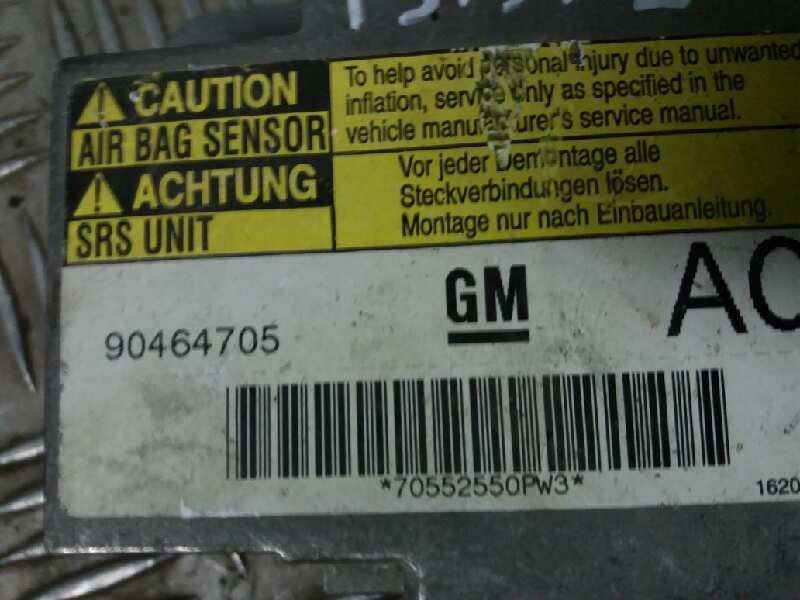 CAUTION
AIR BAG SENSOR
To help avoid personal injury due to unwanted
inflation, service only as specified in the
vehicle manufacturer's service manual.
ACHTUNG
SRS UNIT
Vor jeder Demontage alle
Steckverbindungen lösen.
Montage nur nach Einbauanleitung.
90464705
GM
*70552550PW3*
1620